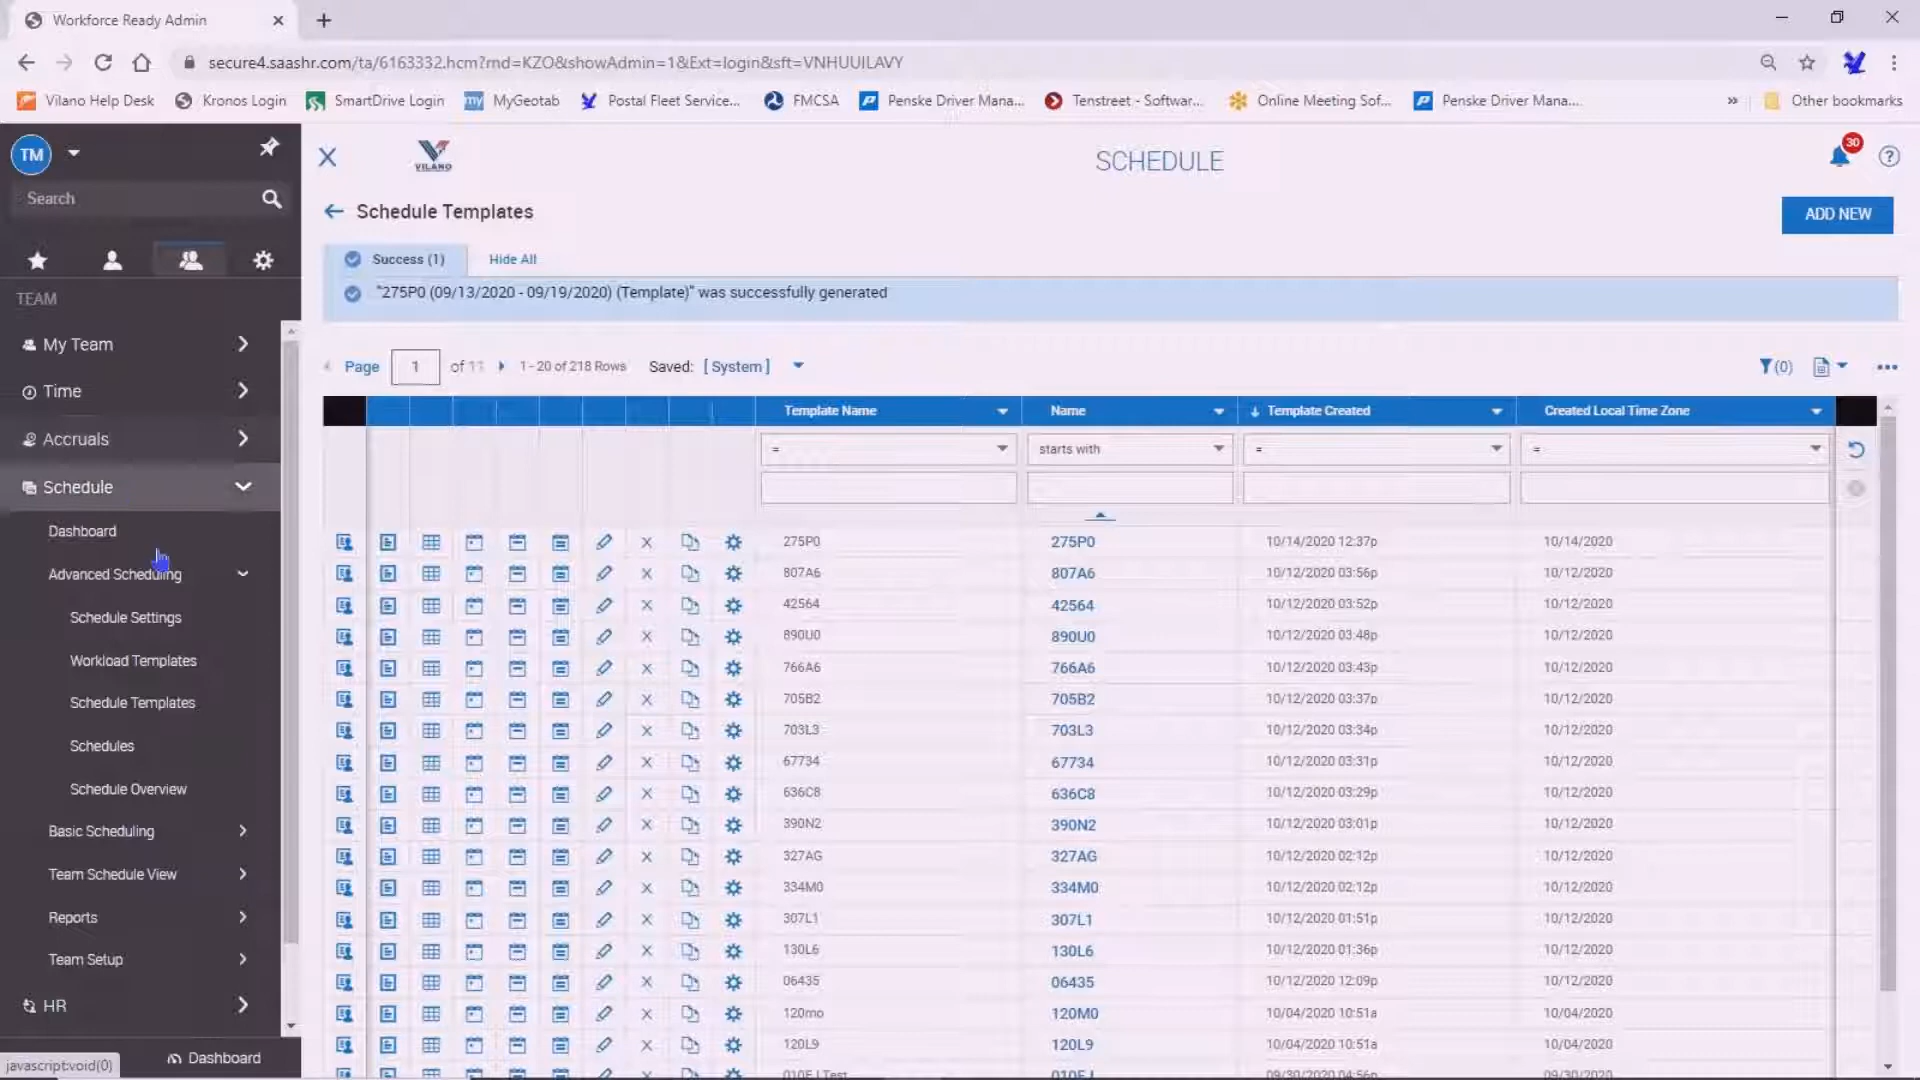 Workforce Ready Admin
secure4.saashr.com/ta/6163332.hcm?rnd=KZO&showAdmin=1&Ext=login&sft=VNHUUILAVY
Vilano Help Desk Kronos Login SmartDrive Login my MyGeotab Postal Fleet Service... FMCSA Penske Driver Mana... Tenstreet - Softwar... Online Meeting Sof... Penske Driver Mana... » Other bookmarks
TM
Search
TEAM
My Team
Time
Accruals
Schedule
Dashboard
Advanced Scheduling
Schedule Settings
Workload Templates
Schedule Templates
Schedules
Schedule Overview
Basic Scheduling
Team Schedule View
Reports
Team Setup
HR
Dashboard
javascript:void(0)
VILANO
SCHEDULE
30
Schedule Templates
ADD NEW
Success (1) Hide All
"275P0 (09/13/2020 - 09/19/2020) (Template)" was successfully generated
Page 1 of 11 1 - 20 of 218 Rows Saved: [ System ] (0)
Template Name Name Template Created Created Local Time Zone
= starts with = =
275P0 275P0 10/14/2020 12:37p 10/14/2020
807A6 807A6 10/12/2020 03:56p 10/12/2020
42564 42564 10/12/2020 03:52p 10/12/2020
890U0 890U0 10/12/2020 03:48p 10/12/2020
766A6 766A6 10/12/2020 03:43p 10/12/2020
705B2 705B2 10/12/2020 03:37p 10/12/2020
703L3 703L3 10/12/2020 03:34p 10/12/2020
67734 67734 10/12/2020 03:31p 10/12/2020
636C8 636C8 10/12/2020 03:29p 10/12/2020
390N2 390N2 10/12/2020 03:01p 10/12/2020
327AG 327AG 10/12/2020 02:12p 10/12/2020
334M0 334M0 10/12/2020 02:12p 10/12/2020
307L1 307L1 10/12/2020 01:51p 10/12/2020
130L6 130L6 10/12/2020 01:36p 10/12/2020
06435 06435 10/12/2020 12:09p 10/12/2020
120mo 120M0 10/04/2020 10:51a 10/04/2020
120L9 120L9 10/04/2020 10:51a 10/04/2020
09/30/2020 04:56p 09/30/2020